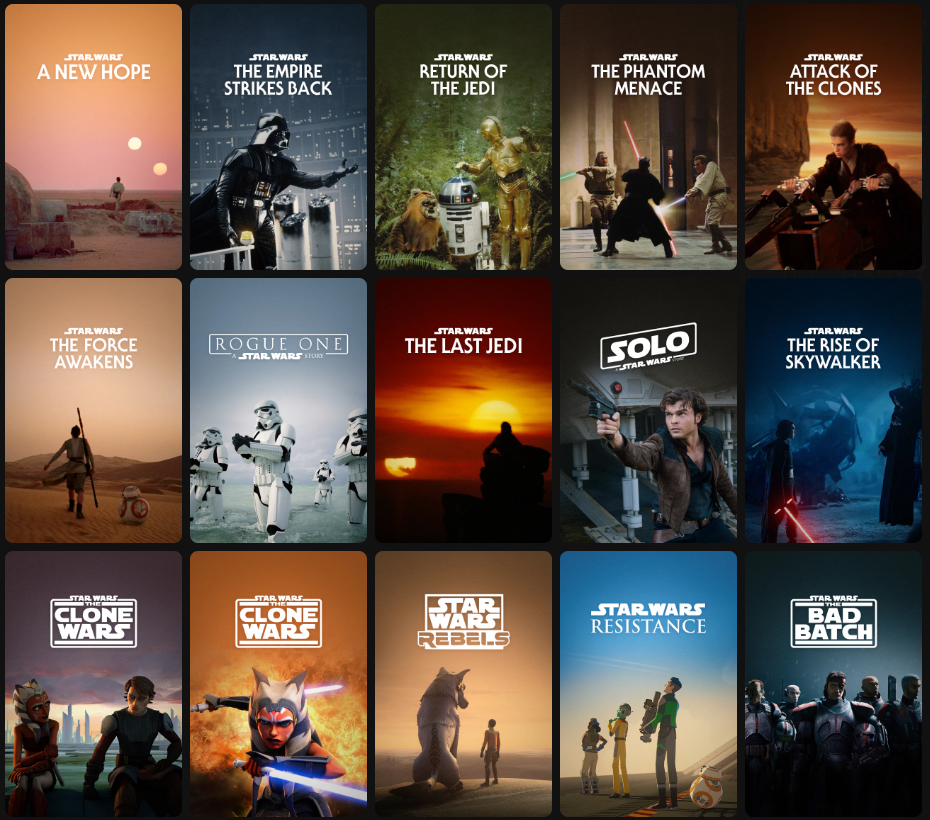 STAR WARS
A NEW HOPE
STAR WARS
THE EMPIRE
STRIKES BACK
STAR WARS
RETURN OF
THE JEDI
STAR WARS
THE PHANTOM
MENACE
STAR WARS
ATTACK OF
THE CLONES
STAR WARS
THE FORCE
AWAKENS
ROGUE ONE
A STAR WARS STORY
STAR WARS
THE LAST JEDI
SOLO
A STAR WARS STORY
STAR WARS
THE RISE OF
SKYWALKER
STAR WARS
THE
CLONE
WARS
STAR WARS
THE
CLONE
WARS
STAR
WARS
REBELS
STAR WARS
RESISTANCE
STAR WARS
THE
BAD
BATCH